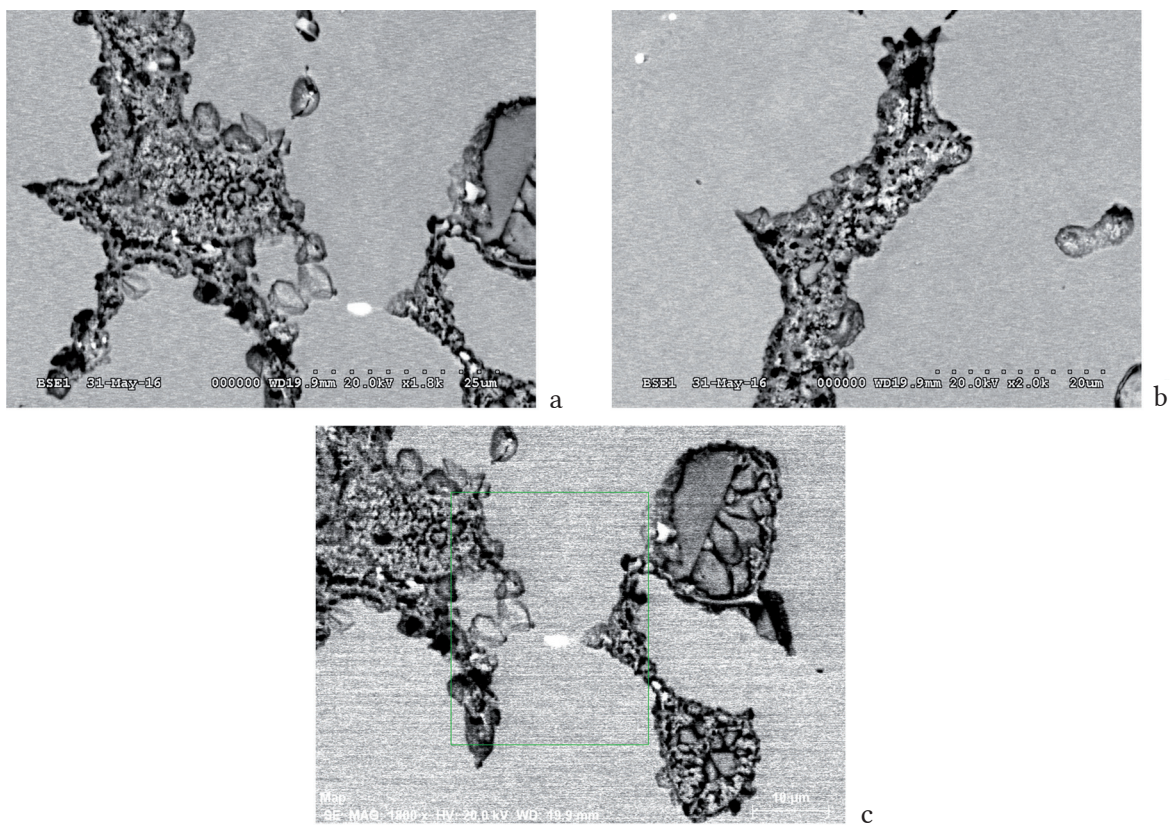 BSE1 31-May-16 000000 WD19.9mm 20.0kV x1.8k 25um
a
BSE1 31-May-16 000000 WD19.9mm 20.0kV x2.0k 20um
b
Map
SE MAG: 1800 x HV: 20.0 kV WD: 19.9 mm
10 µm
c